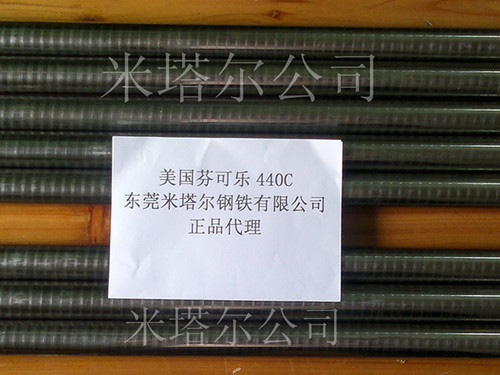 米塔尔公司
美国芬可乐 440C
东莞米塔尔钢铁有限公司
正品代理
米塔尔公司